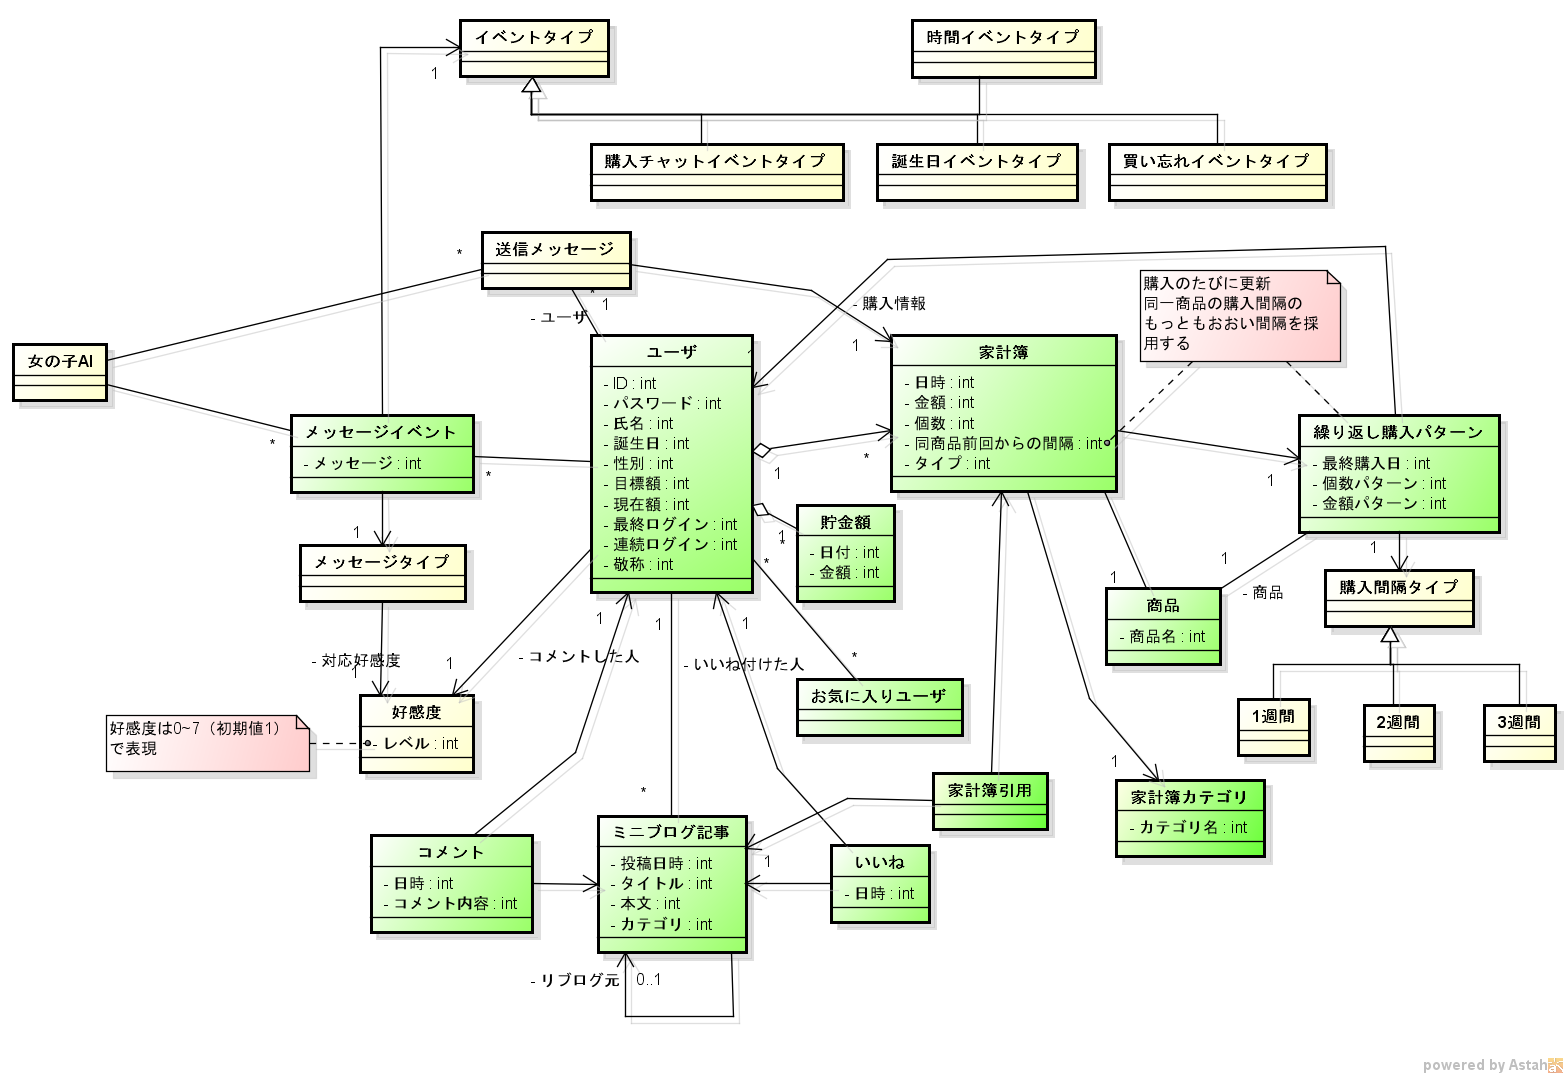 イベントタイプ
1
時間イベントタイプ
購入チャットイベントタイプ
誕生日イベントタイプ
買い忘れイベントタイプ
送信メッセージ
*
*
1
- ユーザ
- 購入情報
1
購入のたびに更新
同一商品の購入間隔の
もっともおおい間隔を採
用する
女の子AI
*
メッセージイベント
- メッセージ : int
*
ユーザ
- ID : int
- パスワード : int
- 氏名 : int
- 誕生日 : int
- 性別 : int
- 目標額 : int
- 現在額 : int
- 最終ログイン : int
- 連続ログイン : int
- 敬称 : int
家計簿
- 日時 : int
- 金額 : int
- 個数 : int
- 同商品前回からの間隔 : int
- タイプ : int
1
*
繰り返し購入パターン
- 最終購入日 : int
- 個数パターン : int
- 金額パターン : int
1
貯金額
- 日付 : int
- 金額 : int
1
*
*
1
メッセージタイプ
1
1
- 商品
1
商品
- 商品名 : int
購入間隔タイプ
1週間
2週間
3週間
- 対応好感度
1
1
好感度
- レベル : int
好感度は0~7（初期値1）
で表現
1
1
1
- コメントした人
- いいね付けた人
*
お気に入りユーザ
*
家計簿引用
1
家計簿カテゴリ
- カテゴリ名 : int
コメント
- 日時 : int
- コメント内容 : int
ミニブログ記事
- 投稿日時 : int
- タイトル : int
- 本文 : int
- カテゴリ : int
1
いいね
- 日時 : int
- リブログ元
0..1
powered by Astah